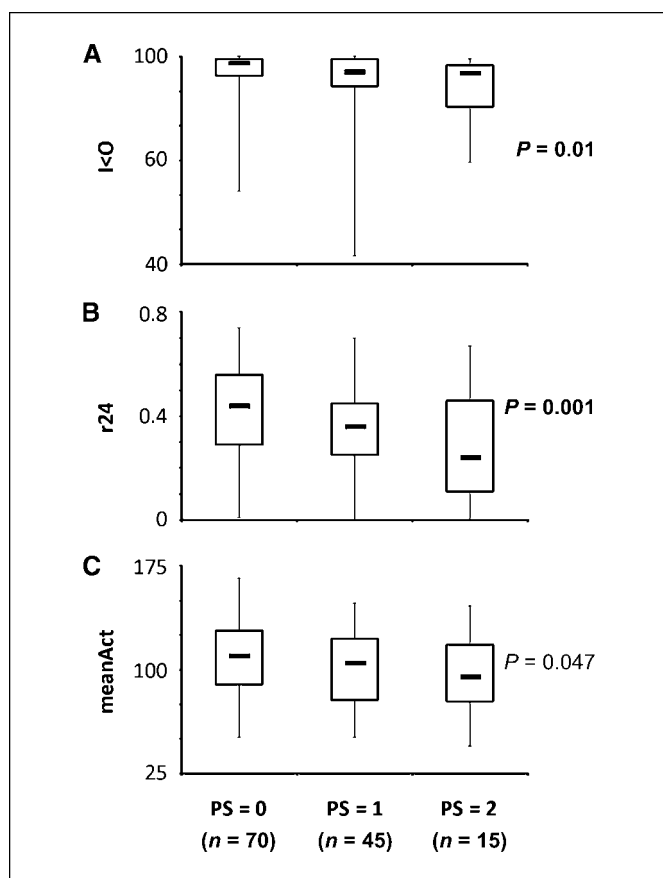 A
100
60
40
I<O
P = 0.01
B
0.8
0.4
0
r24
P = 0.001
C
175
100
25
meanAct
P = 0.047
PS = 0 PS = 1 PS = 2
(n = 70) (n = 45) (n = 15)